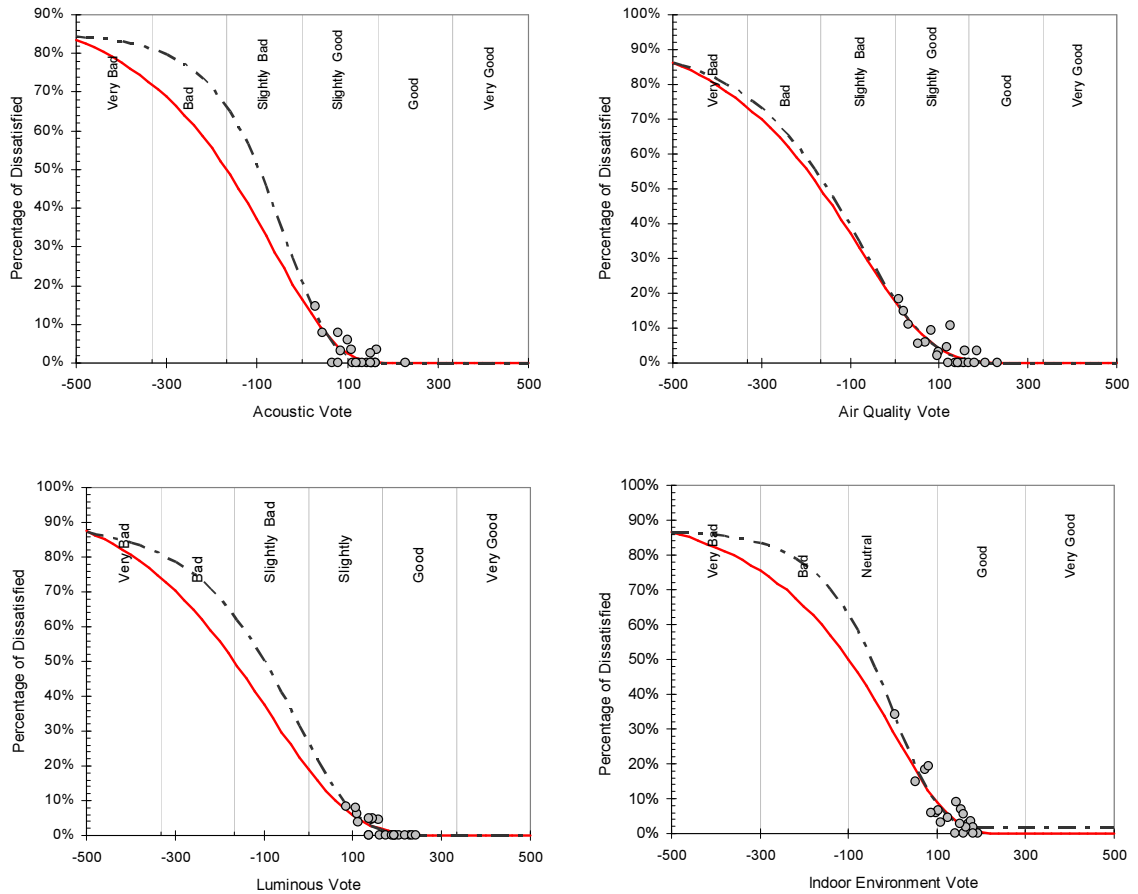 90%
80%
70%
60%
50%
40%
30%
20%
10%
0%
Percentage of Dissatisfied
Very Bad
Bad
Slightly Bad
Slightly Good
Good
Very Good
-500
-300
-100
100
300
500
Acoustic Vote
100%
90%
80%
70%
60%
50%
40%
30%
20%
10%
0%
Percentage of Dissatisfied
Very Bad
Bad
Slightly Bad
Slightly Good
Good
Very Good
-500
-300
-100
100
300
500
Air Quality Vote
100%
90%
80%
70%
60%
50%
40%
30%
20%
10%
0%
Percentage of Dissatisfied
Very Bad
Bad
Slightly Bad
Slightly
Good
Very Good
-500
-300
-100
100
300
500
Luminous Vote
100%
90%
80%
70%
60%
50%
40%
30%
20%
10%
0%
Percentage of Dissatisfied
Very Bad
Bad
Neutral
Good
Very Good
-500
-300
-100
100
300
500
Indoor Environment Vote